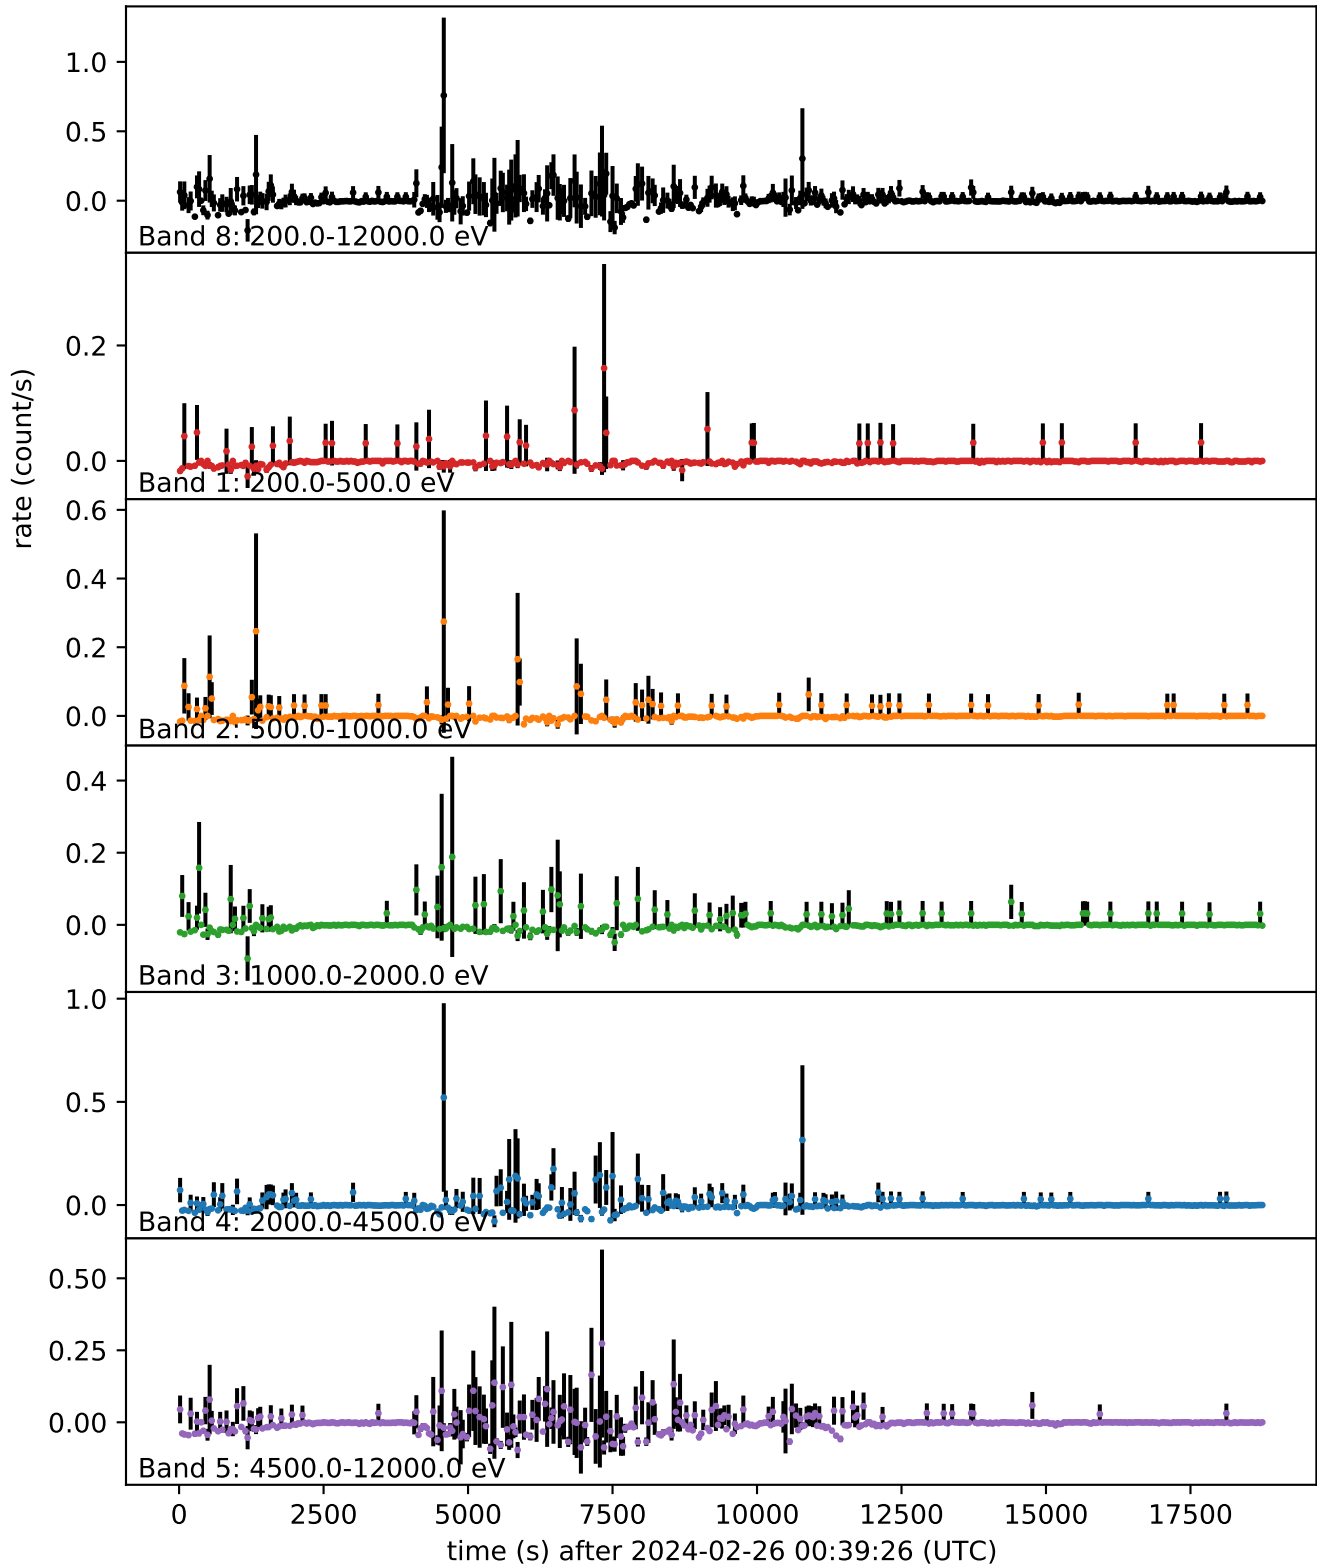 1.0
0.5
0.0
Band 8: 200.0-12000.0 eV
0.2
0.0
Band 1: 200.0-500.0 eV
rate (count/s)
0.6
0.4
0.2
0.0
Band 2: 500.0-1000.0 eV
0.4
0.2
0.0
Band 3: 1000.0-2000.0 eV
1.0
0.5
0.0
Band 4: 2000.0-4500.0 eV
0.50
0.25
0.00
Band 5: 4500.0-12000.0 eV
0 2500 5000 7500 10000 12500 15000 17500
time (s) after 2024-02-26 00:39:26 (UTC)